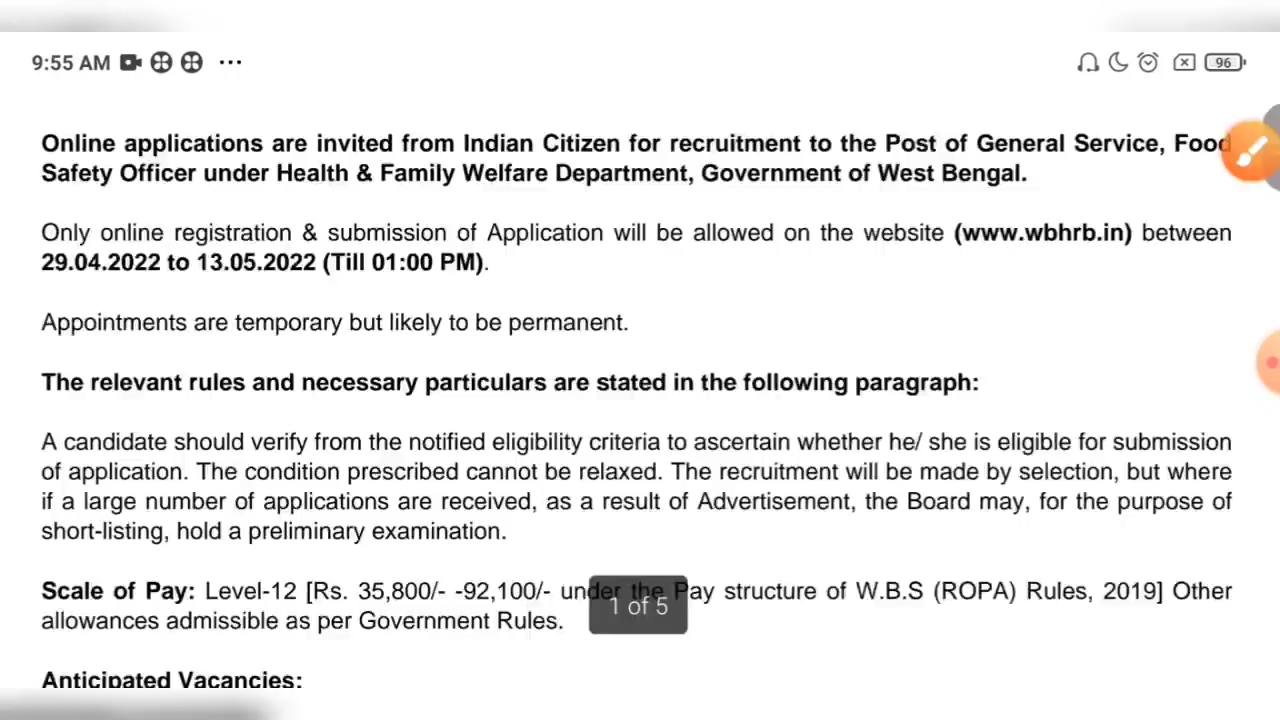 9:55 AM ...
96
Online applications are invited from Indian Citizen for recruitment to the Post of General Service, Food
Safety Officer under Health & Family Welfare Department, Government of West Bengal.
Only online registration & submission of Application will be allowed on the website (www.wbhrb.in) between
29.04.2022 to 13.05.2022 (Till 01:00 PM).
Appointments are temporary but likely to be permanent.
The relevant rules and necessary particulars are stated in the following paragraph:
A candidate should verify from the notified eligibility criteria to ascertain whether he/ she is eligible for submission
of application. The condition prescribed cannot be relaxed. The recruitment will be made by selection, but where
if a large number of applications are received, as a result of Advertisement, the Board may, for the purpose of
short-listing, hold a preliminary examination.
Scale of Pay: Level-12 [Rs. 35,800/- -92,100/- under the Pay structure of W.B.S (ROPA) Rules, 2019] Other
1 of 5
allowances admissible as per Government Rules.
Anticipated Vacancies: